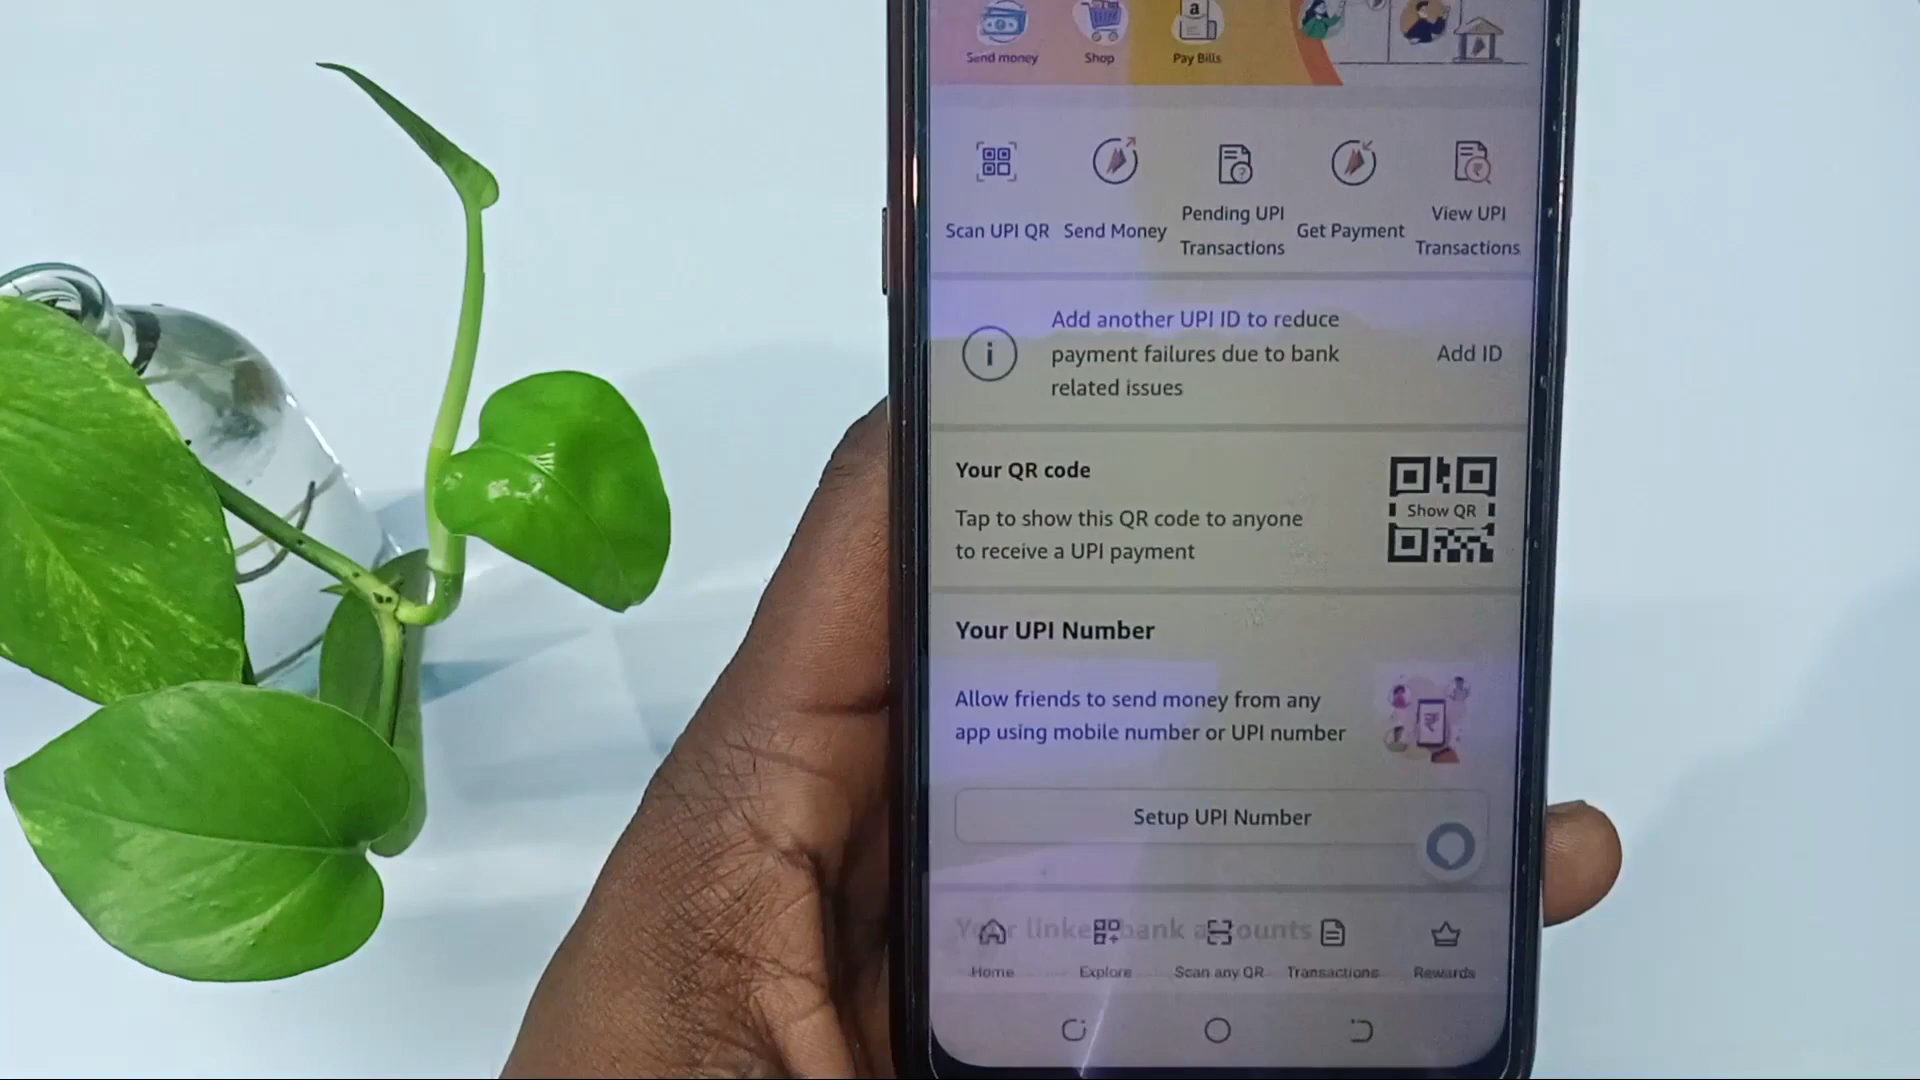 Send money
Shop
a
Pay Bills
Scan UPI QR
Send Money
Pending UPI
Transactions
Get Payment
View UPI
Transactions
Add another UPI ID to reduce
payment failures due to bank
related issues
Add ID
Your QR code
Tap to show this QR code to anyone
to receive a UPI payment
Show QR
Your UPI Number
Allow friends to send money from any
app using mobile number or UPI number
Setup UPI Number
Your linked bank accounts
Home
Explore
Scan any QR
Transactions
Rewards